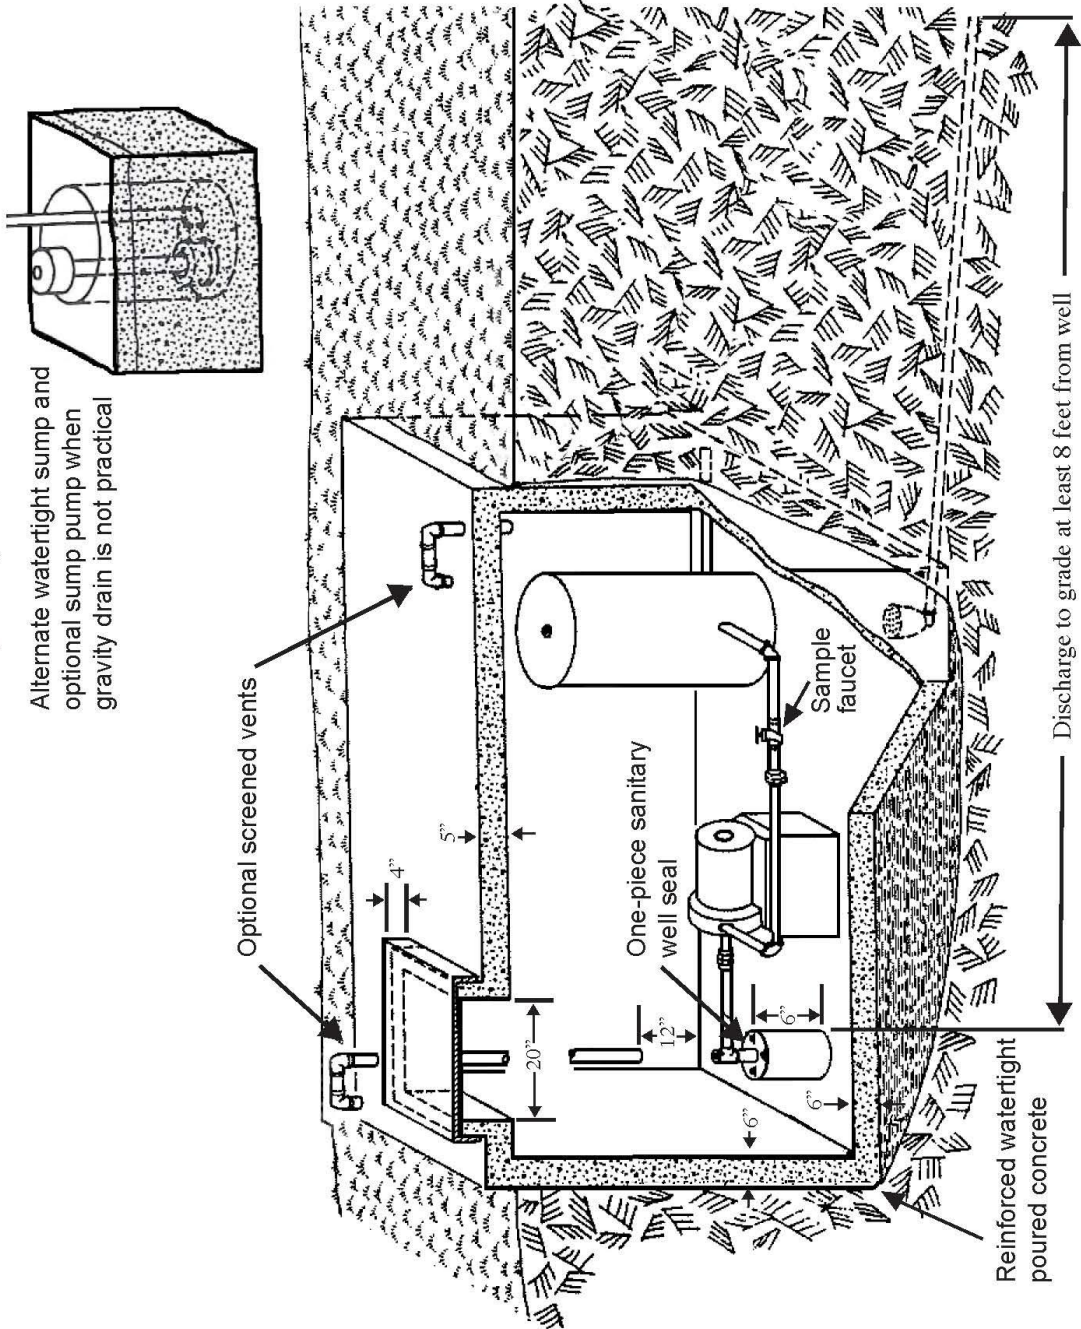 Alternate watertight sump and
optional sump pump when
gravity drain is not practical
Optional screened vents
4”
5”
20”
12”
One-piece sanitary
well seal
Sample
faucet
6”
6”
6”
Reinforced watertight
poured concrete
Discharge to grade at least 8 feet from well